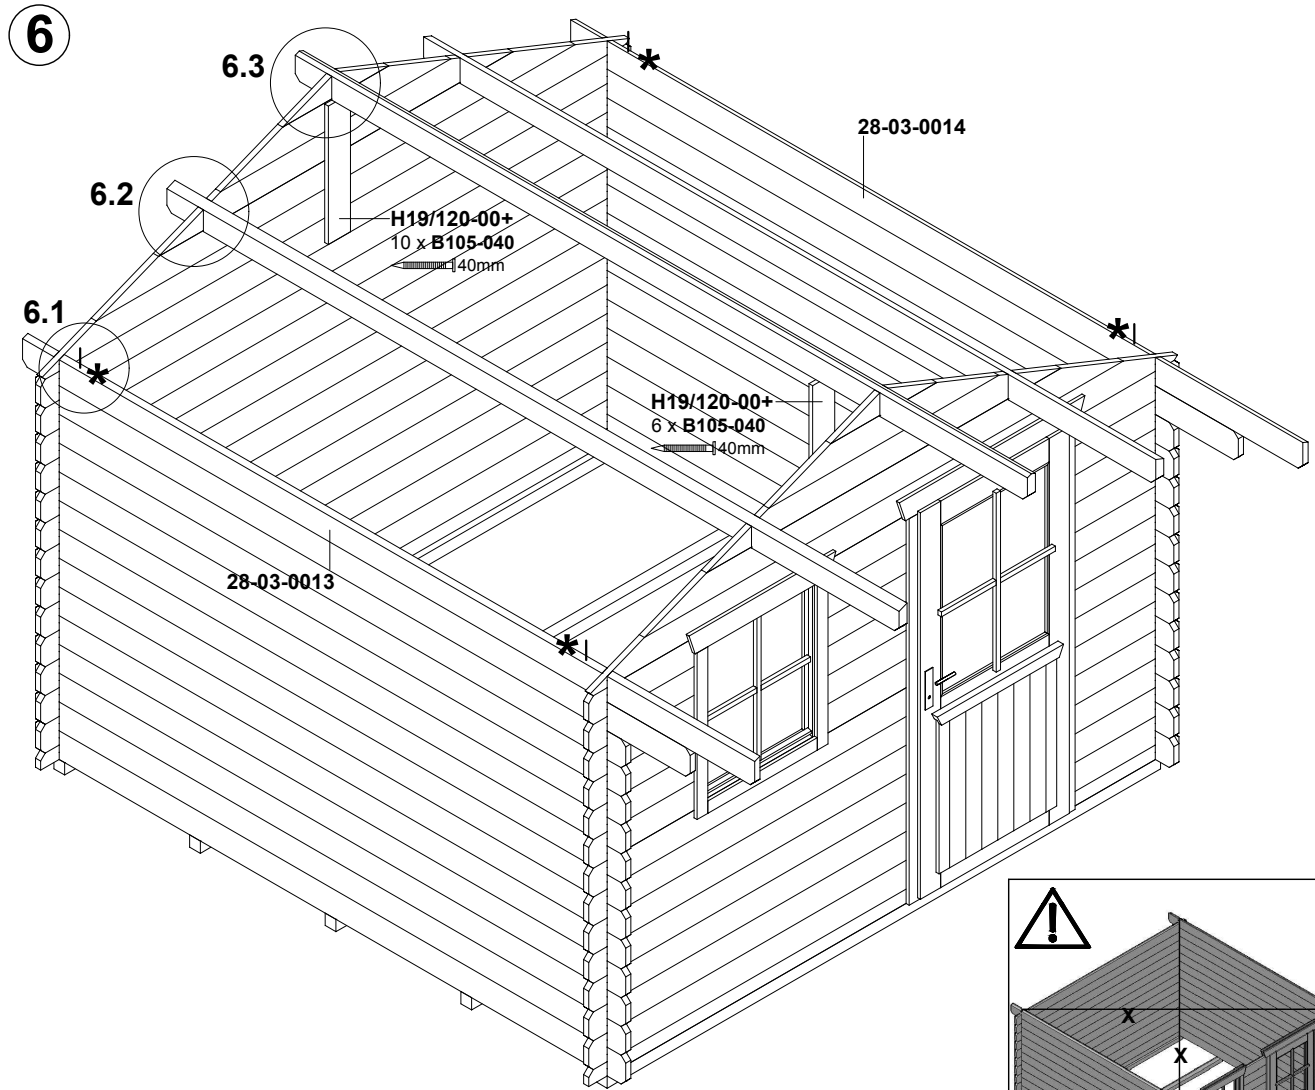 6
6.3
*
28-03-0014
6.2
H19/120-00+
10 x B105-040
40mm
6.1
*
*
H19/120-00+
6 x B105-040
40mm
28-03-0013
*
!
x
x